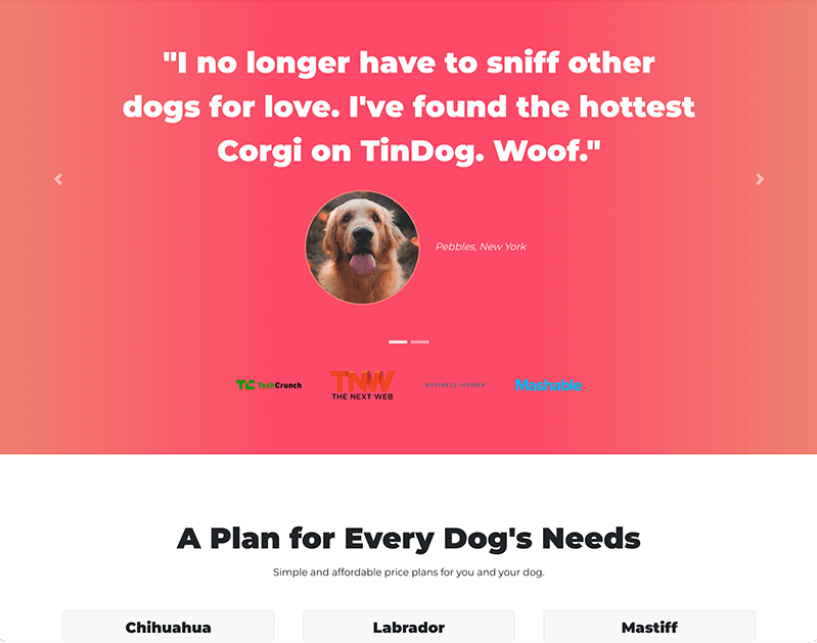 "I no longer have to sniff other
dogs for love. I've found the hottest
Corgi on TinDog. Woof."
Pebbles, New York
TC TechCrunch
TNW
THE NEXT WEB
BUSINESS INSIDER
Mashable
A Plan for Every Dog's Needs
Simple and affordable price plans for you and your dog.
Chihuahua
Labrador
Mastiff